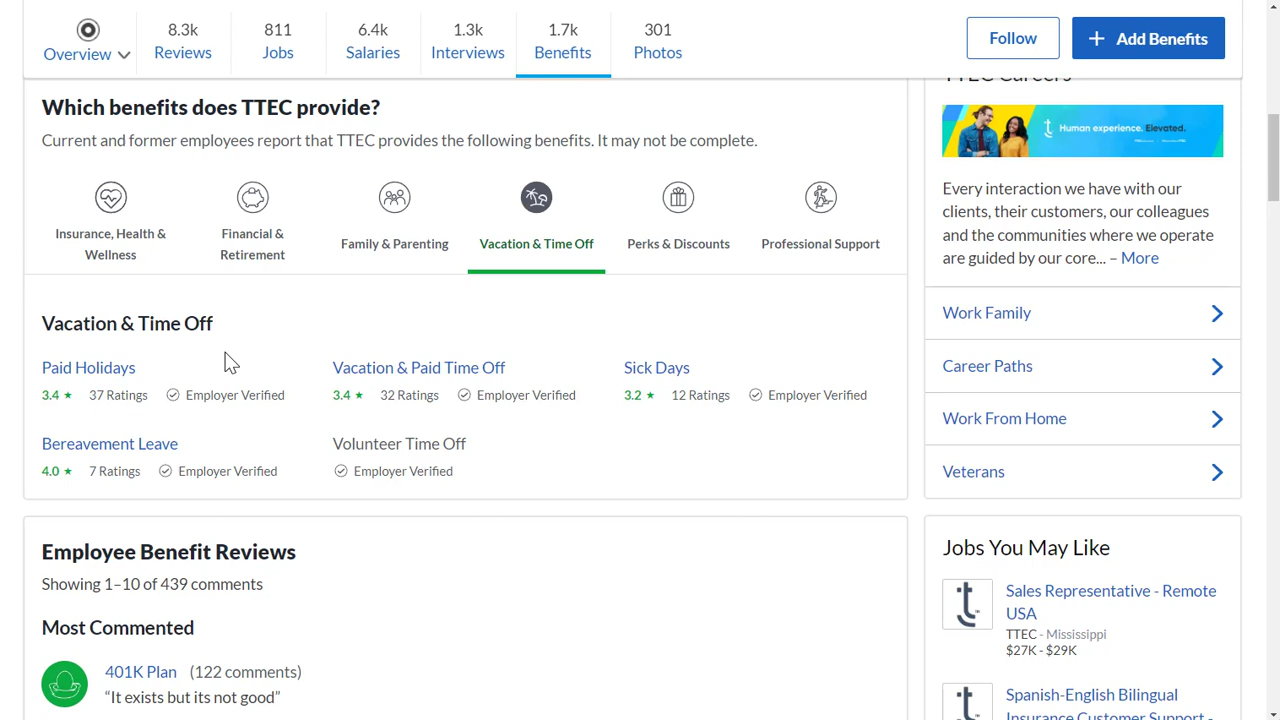 8.3k
811
6.4k
1.3k
1.7k
301
Overview
Reviews
Jobs
Salaries
Interviews
Benefits
Photos
Follow
+ Add Benefits
Which benefits does TTEC provide?
Current and former employees report that TTEC provides the following benefits. It may not be complete.
Insurance, Health &
Wellness
Financial &
Retirement
Family & Parenting
Vacation & Time Off
Perks & Discounts
Professional Support
Vacation & Time Off
Paid Holidays
3.4 ★ 37 Ratings Employer Verified
Vacation & Paid Time Off
3.4 ★ 32 Ratings Employer Verified
Sick Days
3.2 ★ 12 Ratings Employer Verified
Bereavement Leave
4.0 ★ 7 Ratings Employer Verified
Volunteer Time Off
Employer Verified
Employee Benefit Reviews
Showing 1–10 of 439 comments
Most Commented
401K Plan (122 comments)
“It exists but its not good”
TTEC Careers
Human experience. Elevated.
Every interaction we have with our
clients, their customers, our colleagues
and the communities where we operate
are guided by our core... – More
Work Family
Career Paths
Work From Home
Veterans
Jobs You May Like
Sales Representative - Remote
USA
TTEC - Mississippi
$27K - $29K
Spanish-English Bilingual
Insurance Customer Support -